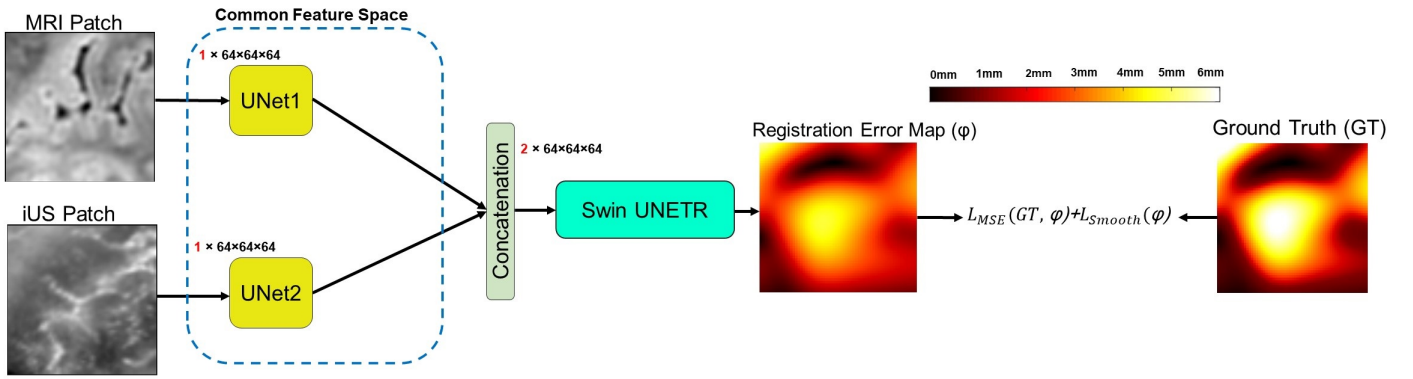 Common Feature Space
MRI Patch
1 × 64×64×64
UNet1
iUS Patch
1 × 64×64×64
UNet2
Concatenation
2 × 64×64×64
Swin UNETR
0mm 1mm 2mm 3mm 4mm 5mm 6mm
Registration Error Map (φ)
Ground Truth (GT)
L_MSE(GT, φ)+L_Smooth(φ)